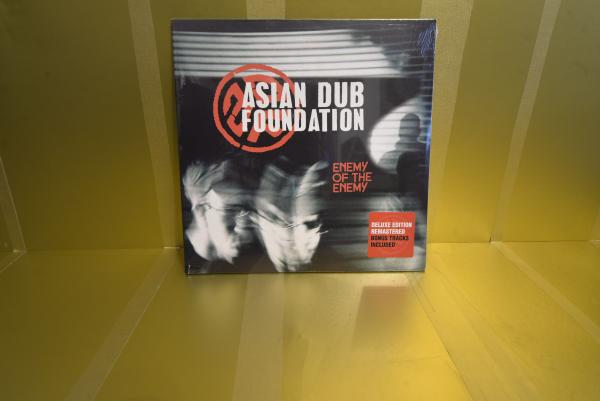 ASIAN DUB
FOUNDATION
ENEMY
OF THE
ENEMY
DELUXE EDITION
REMASTERED
BONUS TRACKS
INCLUDED